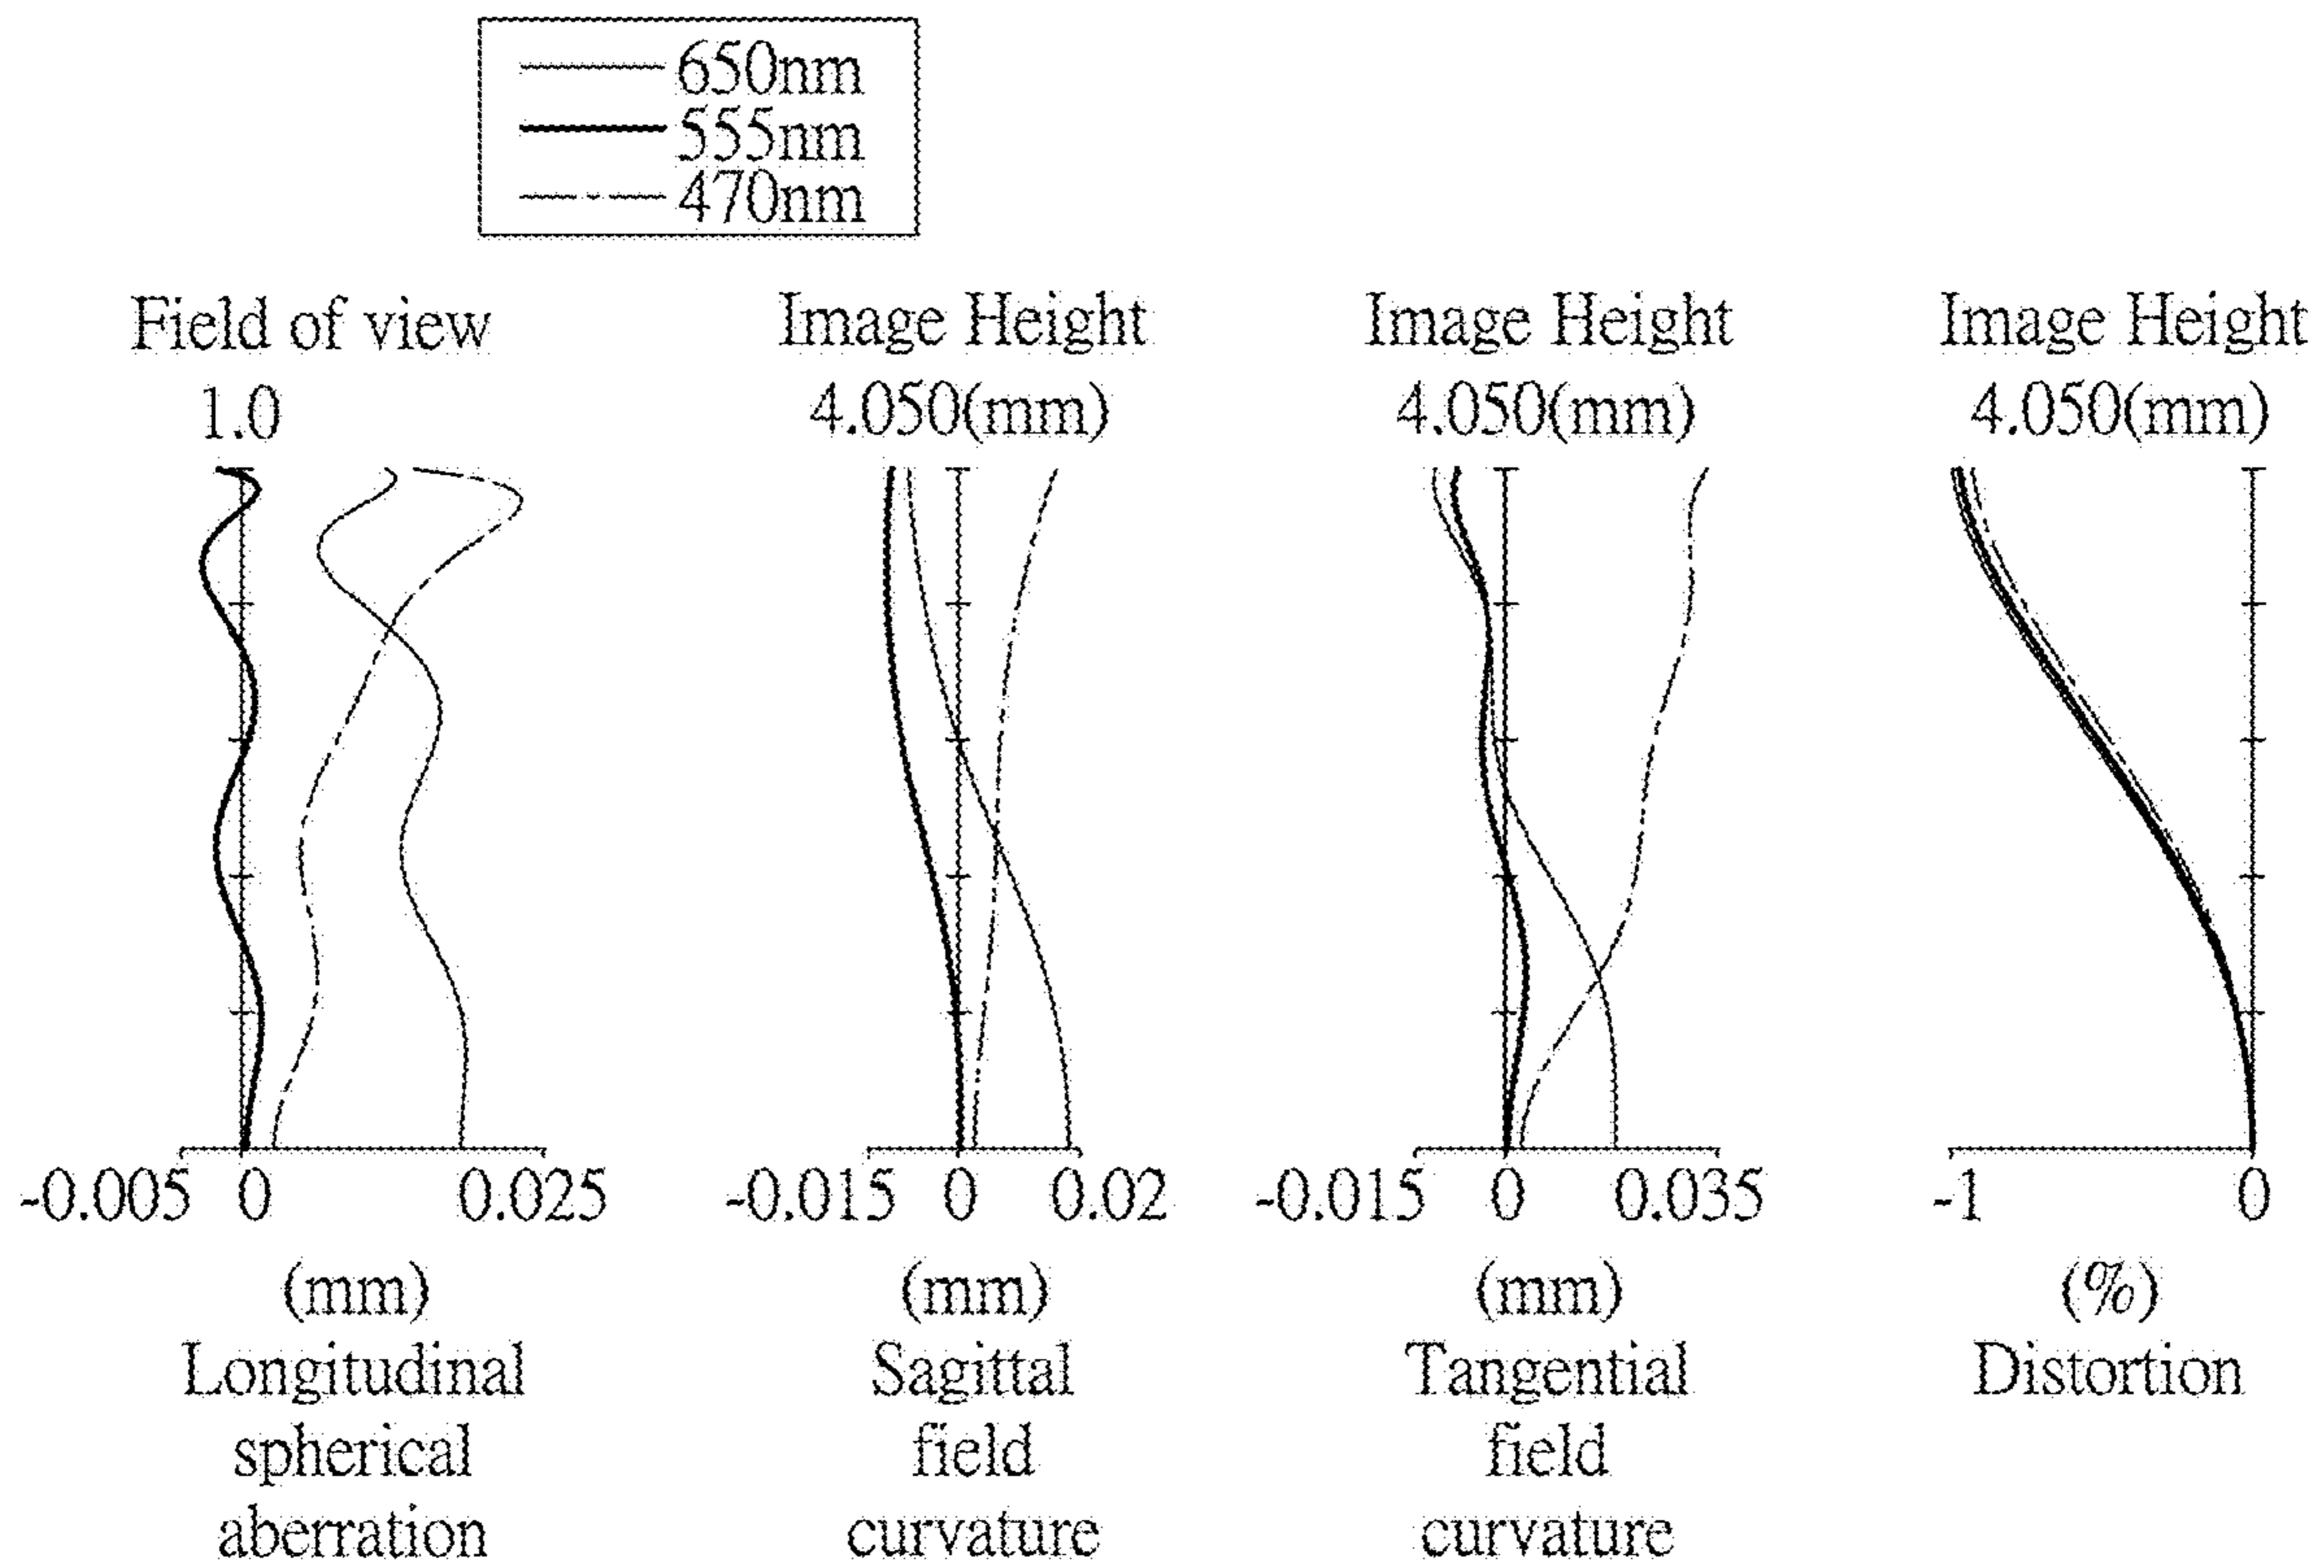 650nm
555nm
470nm
Field of view
1.0
Image Height
4.050(mm)
Image Height
4.050(mm)
Image Height
4.050(mm)
-0.005 0 0.025
(mm)
Longitudinal
spherical
aberration
-0.015 0 0.02
(mm)
Sagittal
field
curvature
-0.015 0 0.035
(mm)
Tangential
field
curvature
-1 0
(%)
Distortion